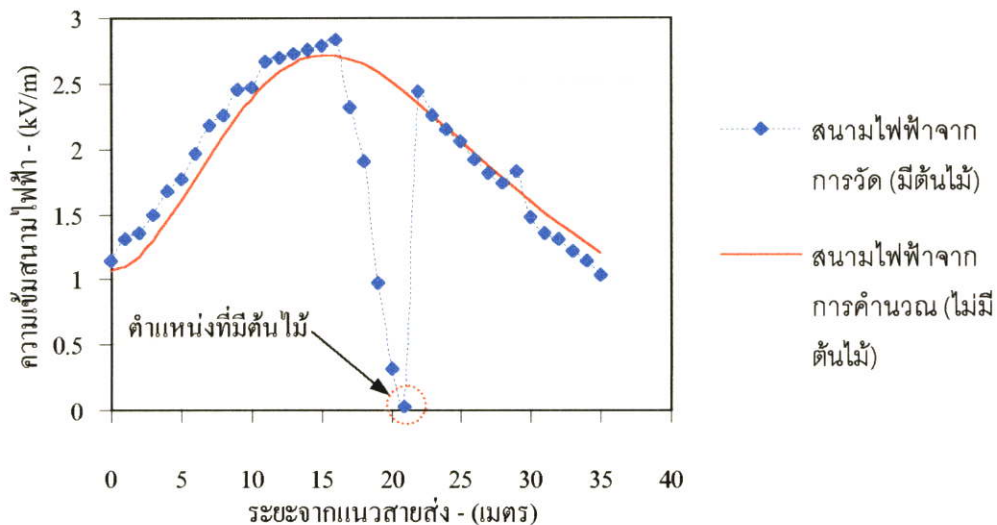 3
2.5
2
1.5
1
0.5
0
ความเข้มสนามไฟฟ้า - (kV/m)
ตำแหน่งที่มีต้นไม้
0 5 10 15 20 25 30 35 40
ระยะจากแนวสายส่ง - (เมตร)
สนามไฟฟ้าจาก
การวัด (มีต้นไม้)
สนามไฟฟ้าจาก
การคำนวณ (ไม่มี
ต้นไม้)